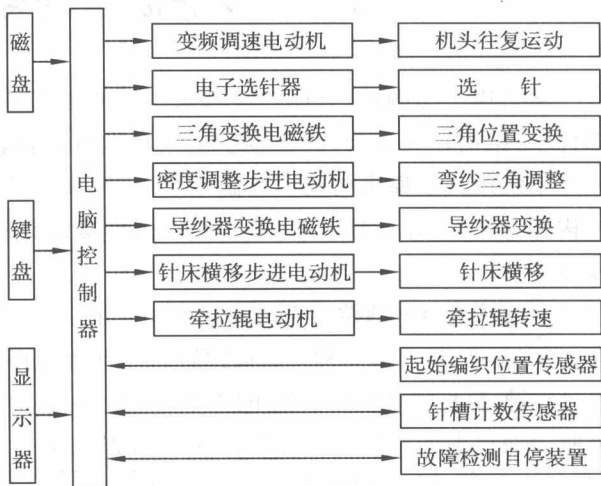 磁盘
键盘
显示器
电脑控制器
变频调速电动机
机头往复运动
电子选针器
选 针
三角变换电磁铁
三角位置变换
密度调整步进电动机
弯纱三角调整
导纱器变换电磁铁
导纱器变换
针床横移步进电动机
针床横移
牵拉辊电动机
牵拉辊转速
起始编织位置传感器
针槽计数传感器
故障检测自停装置